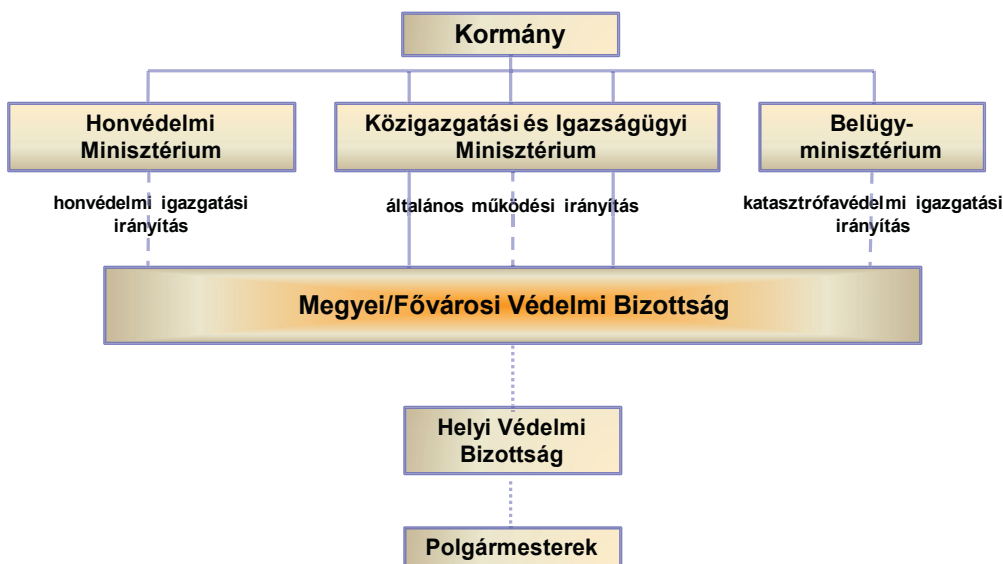 Kormány
Honvédelmi
Minisztérium
Közigazgatási és Igazságügyi
Minisztérium
Belügy-
minisztérium
honvédelmi igazgatási
irányítás
általános működési irányítás
katasztrófavédelmi igazgatási
irányítás
Megyei/Fővárosi Védelmi Bizottság
Helyi Védelmi
Bizottság
Polgármesterek